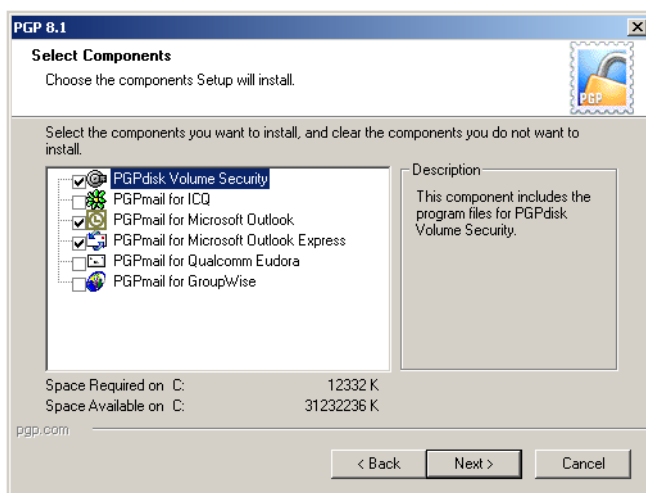 PGP 8.1
Select Components
Choose the components Setup will install.
PGP
Select the components you want to install, and clear the components you do not want to
install.
PGPdisk Volume Security
PGPmail for ICQ
PGPmail for Microsoft Outlook
PGPmail for Microsoft Outlook Express
PGPmail for Qualcomm Eudora
PGPmail for GroupWise
Description
This component includes the
program files for PGPdisk
Volume Security.
Space Required on C: 12332 K
Space Available on C: 31232236 K
pgp.com
< Back Next > Cancel